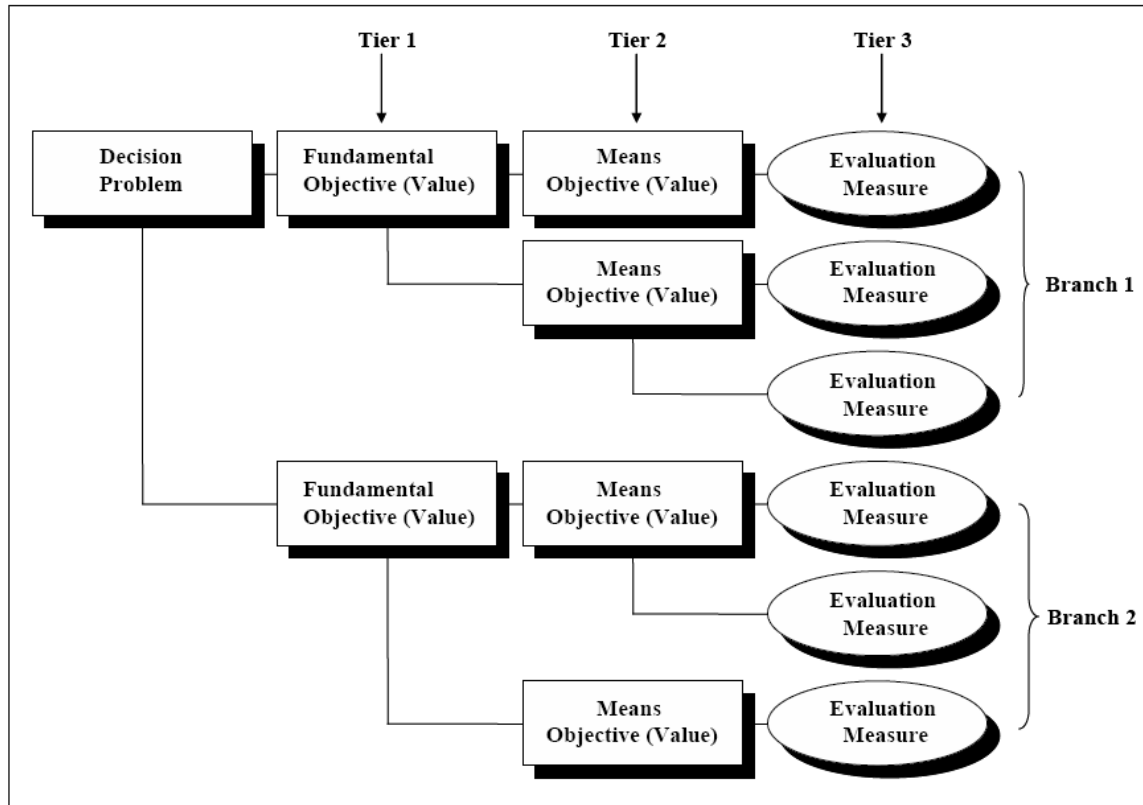 Tier 1
Tier 2
Tier 3
Decision
Problem
Fundamental
Objective (Value)
Means
Objective (Value)
Evaluation
Measure
Means
Objective (Value)
Evaluation
Measure
Branch 1
Evaluation
Measure
Fundamental
Objective (Value)
Means
Objective (Value)
Evaluation
Measure
Evaluation
Measure
Branch 2
Means
Objective (Value)
Evaluation
Measure